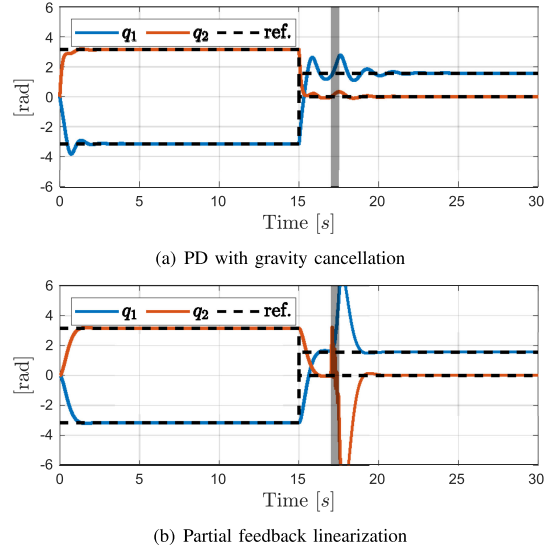 6
4
2
0
-2
-4
-6
[rad]
q1 q2 ref.
0 5 10 15 20 25 30
Time [s]
(a) PD with gravity cancellation
6
4
2
0
-2
-4
-6
[rad]
q1 q2 ref.
0 5 10 15 20 25 30
Time [s]
(b) Partial feedback linearization